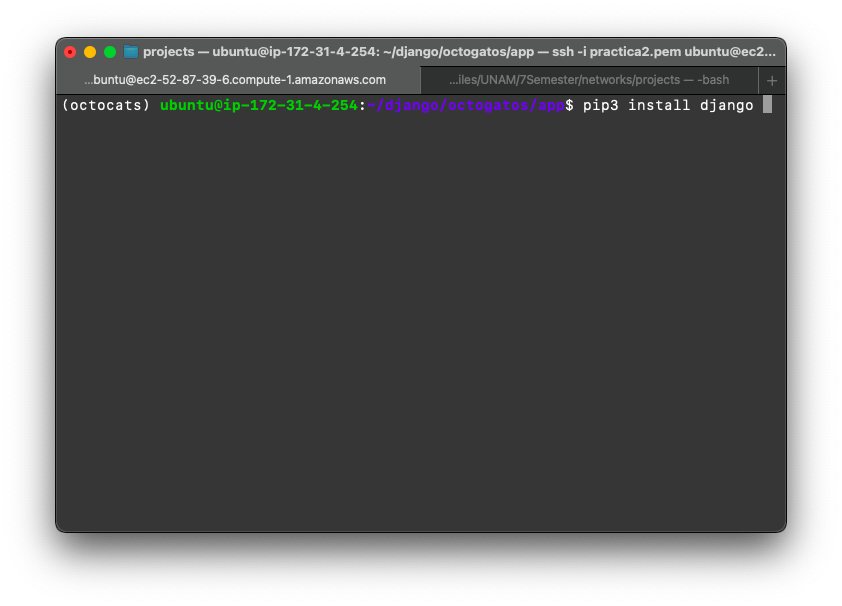 projects — ubuntu@ip-172-31-4-254: ~/django/octogatos/app — ssh -i practica2.pem ubuntu@ec2...
...buntu@ec2-52-87-39-6.compute-1.amazonaws.com
...iles/UNAM/7Semester/networks/projects — -bash
+
(octocats) ubuntu@ip-172-31-4-254:~/django/octogatos/app$ pip3 install django